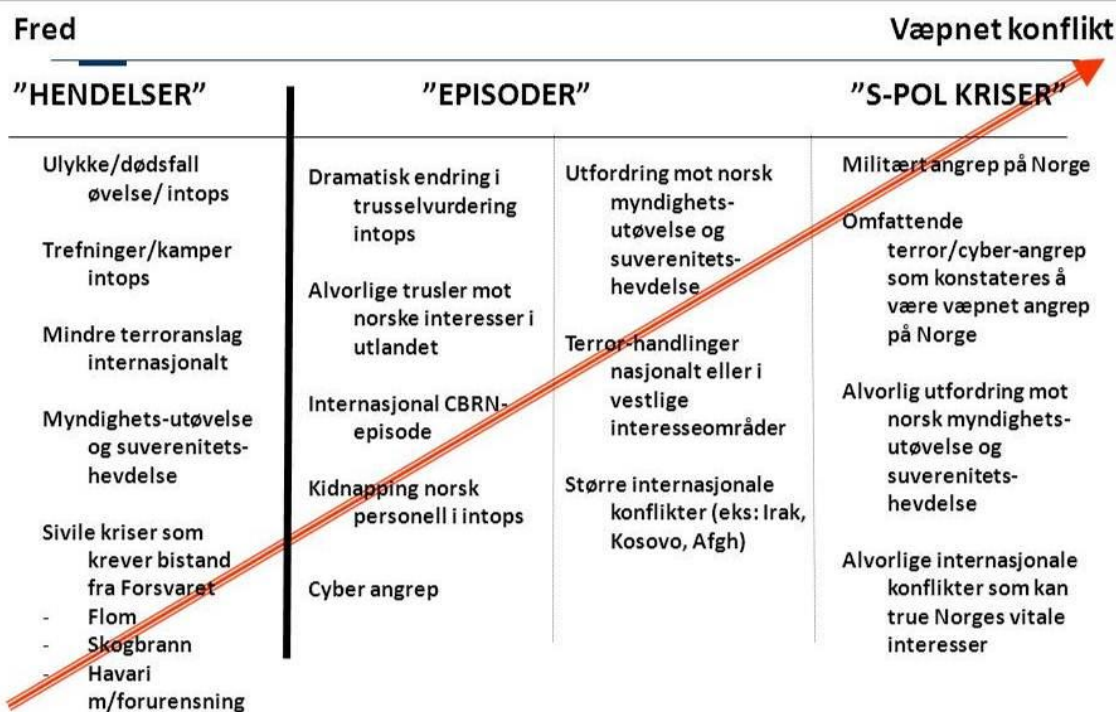 Fred
Væpnet konflikt
”HENDELSER”
”EPISODER”
”S-POL KRISER”
Ulykke/dødsfall
øvelse/ intops
Trefninger/kamper
intops
Mindre terroranslag
internasjonalt
Myndighets-utøvelse
og suverenitets-
hevdelse
Sivile kriser som
krever bistand
fra Forsvaret
- Flom
- Skogbrann
- Havari
m/forurensning
Dramatisk endring i
trusselvurdering
intops
Alvorlige trusler mot
norske interesser i
utlandet
Internasjonal CBRN-
episode
Kidnapping norsk
personell i intops
Cyber angrep
Utfordring mot norsk
myndighets-
utøvelse og
suverenitets-
hevdelse
Terror-handlinger
nasjonalt eller i
vestlige
interesseområder
Større internasjonale
konflikter (eks: Irak,
Kosovo, Afgh)
Militært angrep på Norge
Omfattende
terror/cyber-angrep
som konstateres å
være væpnet angrep
på Norge
Alvorlig utfordring mot
norsk myndighets-
utøvelse og
suverenitets-
hevdelse
Alvorlige internasjonale
konflikter som kan
true Norges vitale
interesser